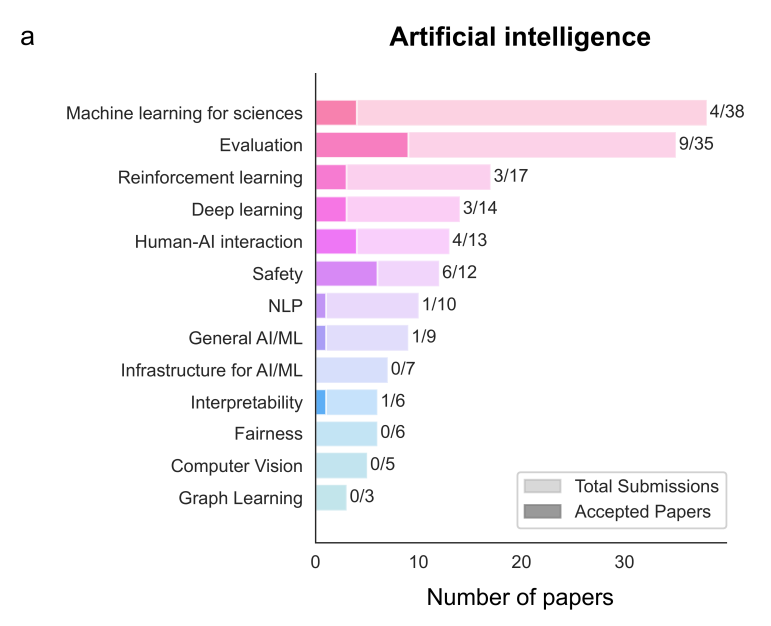 a
Artificial intelligence
Machine learning for sciences 4/38
Evaluation 9/35
Reinforcement learning 3/17
Deep learning 3/14
Human-AI interaction 4/13
Safety 6/12
NLP 1/10
General AI/ML 1/9
Infrastructure for AI/ML 0/7
Interpretability 1/6
Fairness 0/6
Computer Vision 0/5
Graph Learning 0/3
Total Submissions
Accepted Papers
0 10 20 30
Number of papers